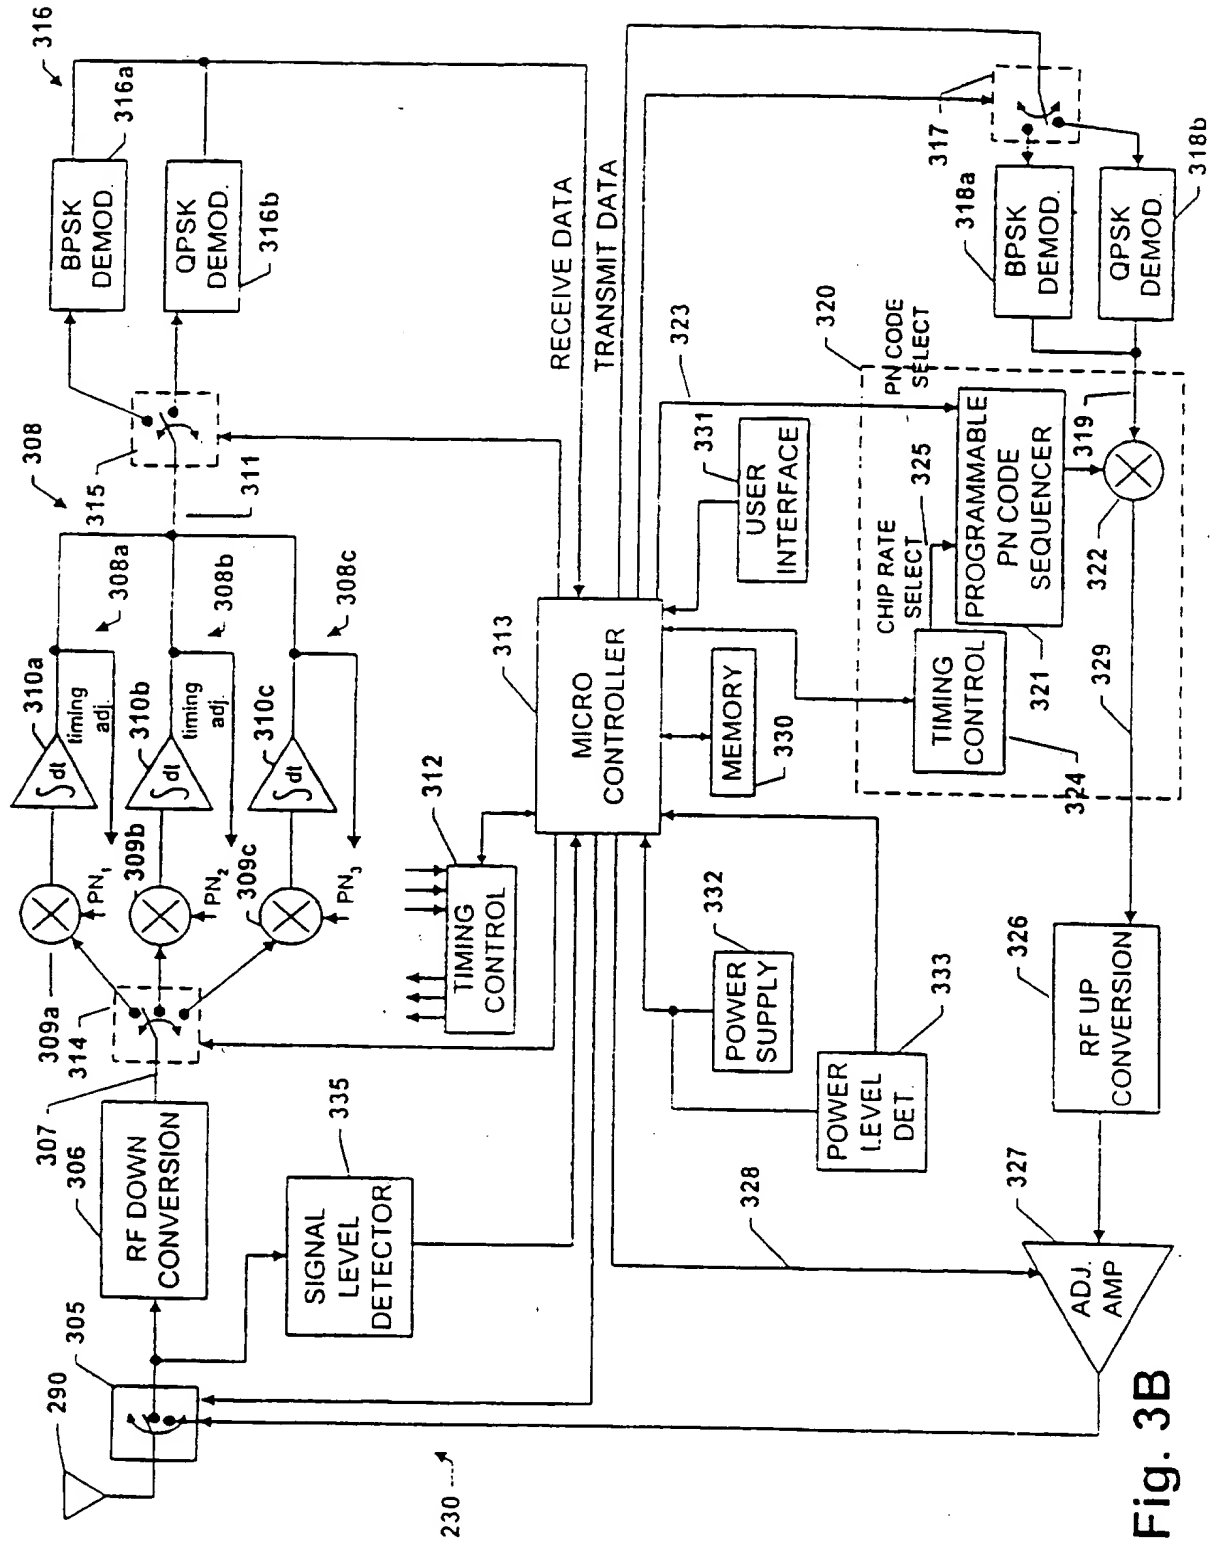 290
305
306
307
RF DOWN
CONVERSION
335
SIGNAL
LEVEL
DETECTOR
230
309a
314
309b
309c
PN1
PN2
PN3
310a
∫dt
timing
adj.
310b
∫dt
timing
adj.
310c
∫dt
308a
308b
308c
308
315
311
316
316a
BPSK
DEMOD.
QPSK
DEMOD.
316b
312
TIMING
CONTROL
313
MICRO
CONTROLLER
RECEIVE DATA
TRANSMIT DATA
323
331
USER
INTERFACE
MEMORY
330
332
POWER
SUPPLY
333
POWER
LEVEL
DET.
328
317
318a
BPSK
DEMOD.
QPSK
DEMOD.
318b
320
PN CODE
SELECT
325
CHIP RATE
SELECT
PROGRAMMABLE
PN CODE
SEQUENCER
321
TIMING
CONTROL
324
319
322
329
326
RF UP
CONVERSION
327
ADJ.
AMP
Fig. 3B